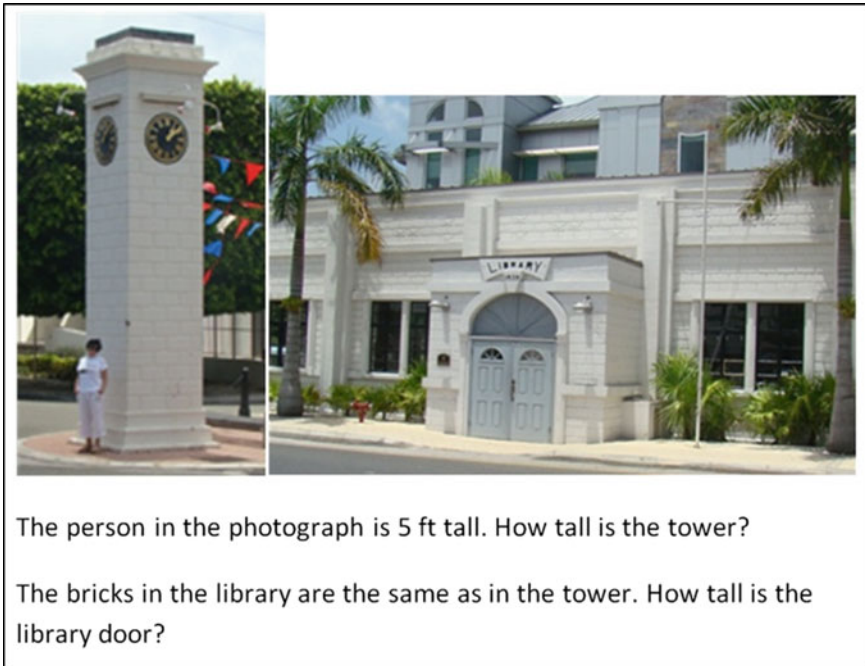 LIBRARY
The person in the photograph is 5 ft tall. How tall is the tower?
The bricks in the library are the same as in the tower. How tall is the
library door?